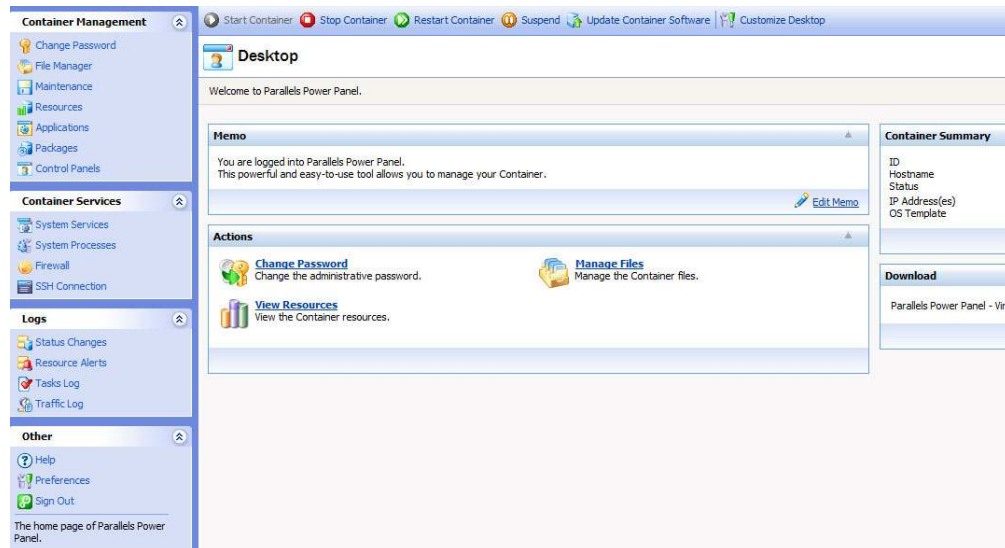 Container Management
Change Password
File Manager
Maintenance
Resources
Applications
Packages
Control Panels
Container Services
System Services
System Processes
Firewall
SSH Connection
Logs
Status Changes
Resource Alerts
Tasks Log
Traffic Log
Other
Help
Preferences
Sign Out
The home page of Parallels Power
Panel.
Start Container Stop Container Restart Container Suspend Update Container Software Customize Desktop
Desktop
Welcome to Parallels Power Panel.
Memo
You are logged into Parallels Power Panel.
This powerful and easy-to-use tool allows you to manage your Container.
Edit Memo
Actions
Change Password
Change the administrative password.
Manage Files
Manage the Container files.
View Resources
View the Container resources.
Container Summary
ID
Hostname
Status
IP Address(es)
OS Template
Download
Parallels Power Panel - Vir